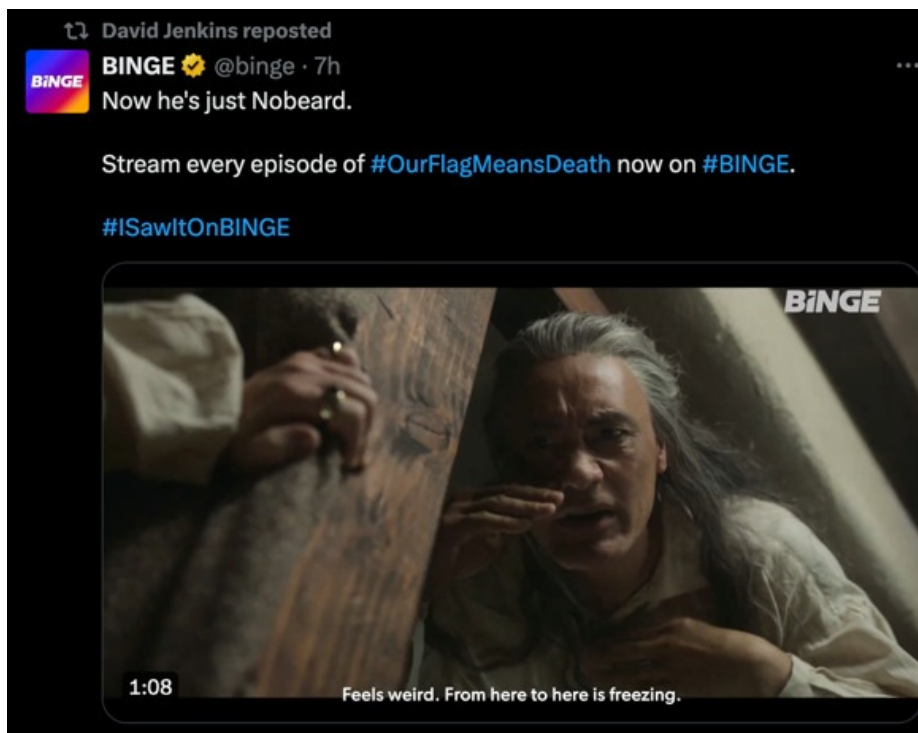 David Jenkins reposted
BINGE @binge · 7h
BiNGE
Now he's just Nobeard.
Stream every episode of #OurFlagMeansDeath now on #BINGE.
#ISawItOnBINGE
BiNGE
1:08
Feels weird. From here to here is freezing.